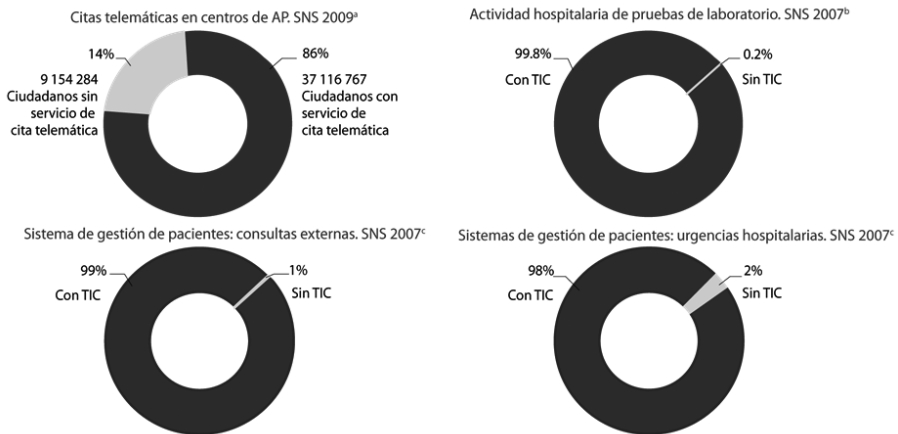 Citas telemáticas en centros de AP. SNS 2009ª
14%
9 154 284
Ciudadanos sin
servicio de
cita telemática
86%
37 116 767
Ciudadanos con
servicio de
cita telemática
Actividad hospitalaria de pruebas de laboratorio. SNS 2007ᵇ
99.8%
Con TIC
0.2%
Sin TIC
Sistema de gestión de pacientes: consultas externas. SNS 2007ᶜ
99%
Con TIC
1%
Sin TIC
Sistemas de gestión de pacientes: urgencias hospitalarias. SNS 2007ᶜ
98%
Con TIC
2%
Sin TIC